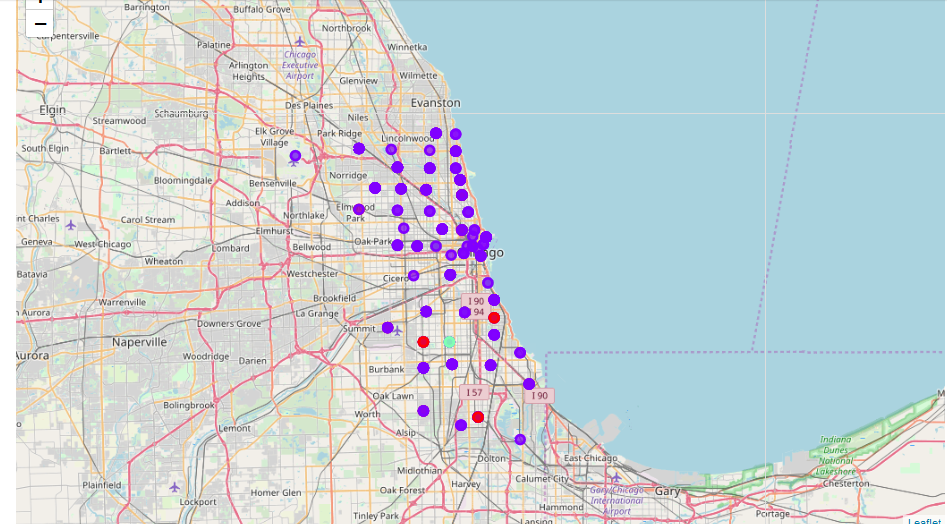 Barrington
Buffalo Grove
Northbrook
Carpentersville
Palatine
Winnetka
Chicago
Executive
Airport
Arlington
Heights
Glenview
Wilmette
Elgin
Schaumburg
Des Plaines
Evanston
Streamwood
Niles
Elk Grove
Village
Park Ridge
Lincolnwood
South Elgin
Bartlett
Norridge
Bloomingdale
Bensenville
Addison
Northlake
Park
Carol Stream
Elmhurst
Geneva
West Chicago
Lombard
Bellwood
Oak Park
Wheaton
Batavia
Westchester
Cicero
Warrenville
Brookfield
La Grange
I 90
94
Downers Grove
Summit
Naperville
Aurora
Woodridge
Darien
Burbank
Oak Lawn
I 57
I 90
Bolingbrook
Worth
Lemont
Alsip
Dolton
East Chicago
Indiana
Dunes
National
Lakeshore
Midlothian
Calumet City
Chesterton
Plainfield
Homer Glen
Oak Forest
Harvey
Gary
Gary/Chicago
International
Airport
Lockport
Hammond
Portage
Tinley Park
Lansing
Leaflet